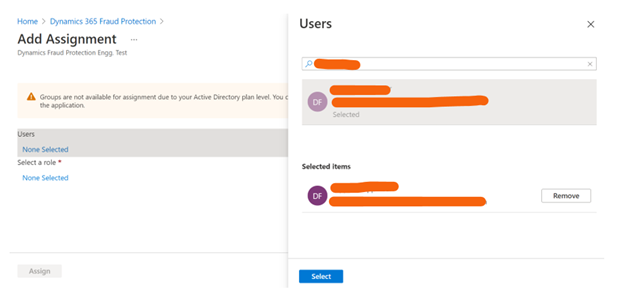 Home > Dynamics 365 Fraud Protection >
Add Assignment ...
Dynamics Fraud Protection Engg. Test
Groups are not available for assignment due to your Active Directory plan level. You c
the application.
Users
None Selected
Select a role *
None Selected
Assign
Users
DF
Selected
Selected items
DF
Remove
Select